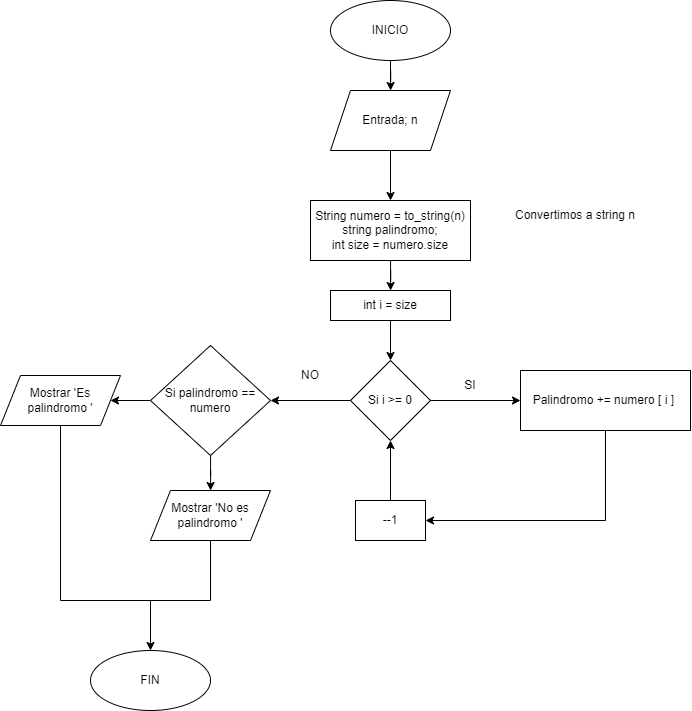 INICIO
Entrada; n
String numero = to_string(n)
string palindromo;
int size = numero.size
Convertimos a string n
int i = size
Si i >= 0
NO
SI
Si palindromo ==
numero
Mostrar 'Es
palindromo '
Palindromo += numero [ i ]
Mostrar 'No es
palindromo '
--1
FIN